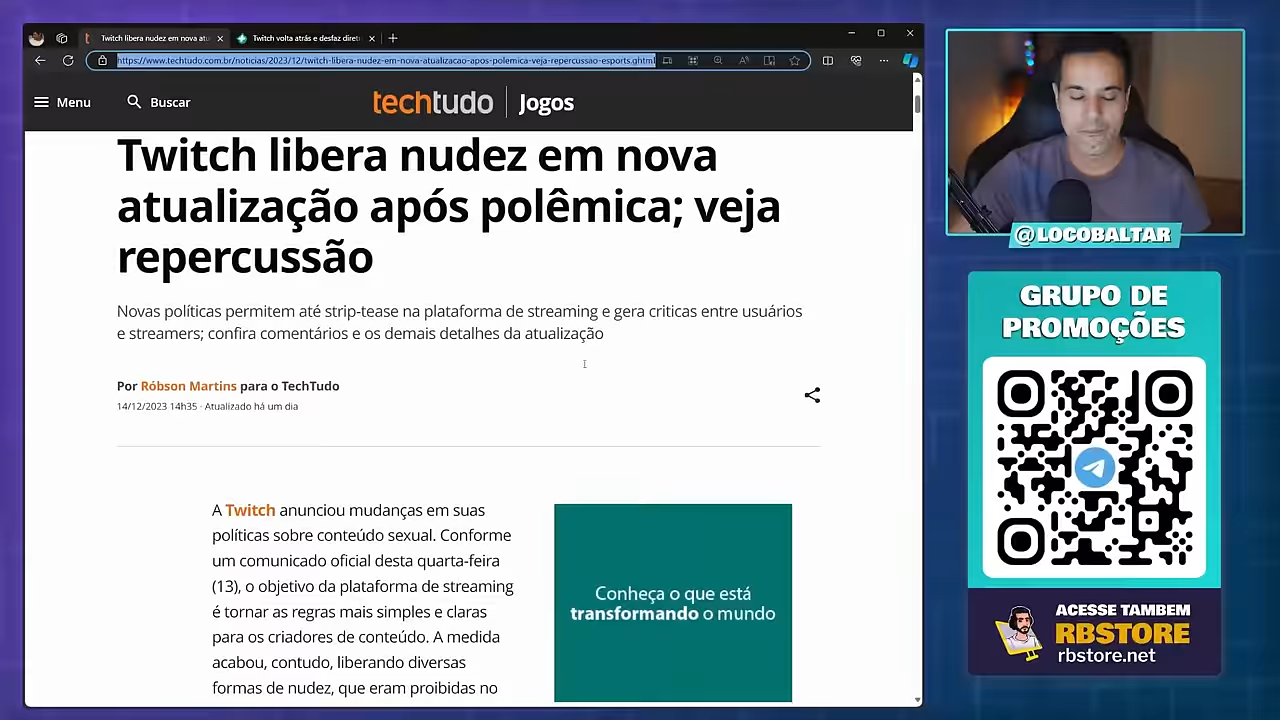 Twitch libera nudez em nova atu
Twitch volta atrás e desfaz diret
https://www.techtudo.com.br/noticias/2023/12/twitch-libera-nudez-em-nova-atualizacao-apos-polemica-veja-repercussao-esports.ghtml
Menu
Buscar
techtudo
Jogos
Twitch libera nudez em nova
atualização após polêmica; veja
repercussão
Novas políticas permitem até strip-tease na plataforma de streaming e gera criticas entre usuários
e streamers; confira comentários e os demais detalhes da atualização
Por Róbson Martins para o TechTudo
14/12/2023 14h35 · Atualizado há um dia
A Twitch anunciou mudanças em suas
políticas sobre conteúdo sexual. Conforme
um comunicado oficial desta quarta-feira
(13), o objetivo da plataforma de streaming
é tornar as regras mais simples e claras
para os criadores de conteúdo. A medida
acabou, contudo, liberando diversas
formas de nudez, que eram proibidas no
Conheça o que está
transformando o mundo
@LOCOBALTAR
GRUPO DE
PROMOÇÕES
ACESSE TAMBEM
RBSTORE
rbstore.net